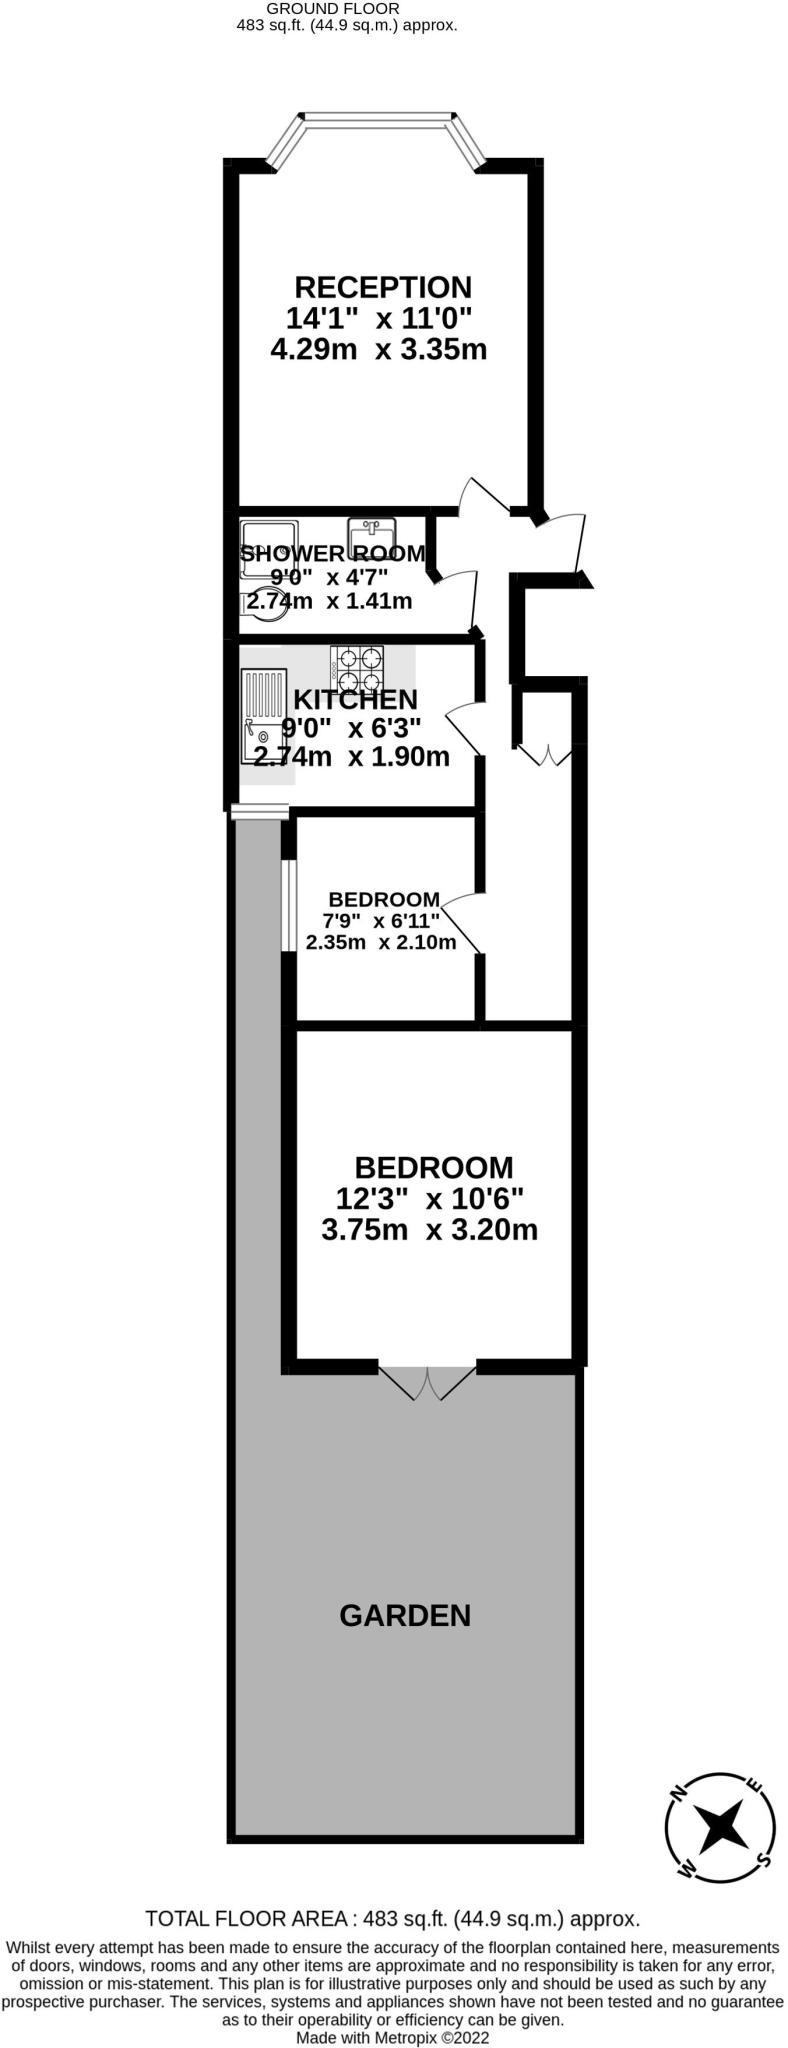 GROUND FLOOR
483 sq.ft. (44.9 sq.m.) approx.
RECEPTION
14'1" x 11'0"
4.29m x 3.35m
SHOWER ROOM
9'0" x 4'7"
2.74m x 1.41m
KITCHEN
9'0" x 6'3"
2.74m x 1.90m
BEDROOM
7'9" x 6'11"
2.35m x 2.10m
BEDROOM
12'3" x 10'6"
3.75m x 3.20m
GARDEN
N E
W S
TOTAL FLOOR AREA : 483 sq.ft. (44.9 sq.m.) approx.
Whilst every attempt has been made to ensure the accuracy of the floorplan contained here, measurements
of doors, windows, rooms and any other items are approximate and no responsibility is taken for any error,
omission or mis-statement. This plan is for illustrative purposes only and should be used as such by any
prospective purchaser. The services, systems and appliances shown have not been tested and no guarantee
as to their operability or efficiency can be given.
Made with Metropix ©2022